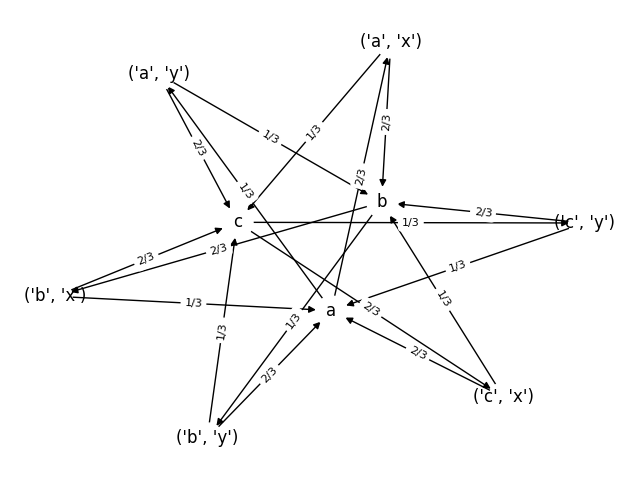 ('a', 'x')
('a', 'y')
2/3
1/3
1/3
2/3
2/3
1/3
b
2/3
c
1/3
('c', 'y')
2/3
2/3
1/3
('b', 'x')
1/3
1/3
a
2/3
1/3
1/3
2/3
2/3
('c', 'x')
('b', 'y')